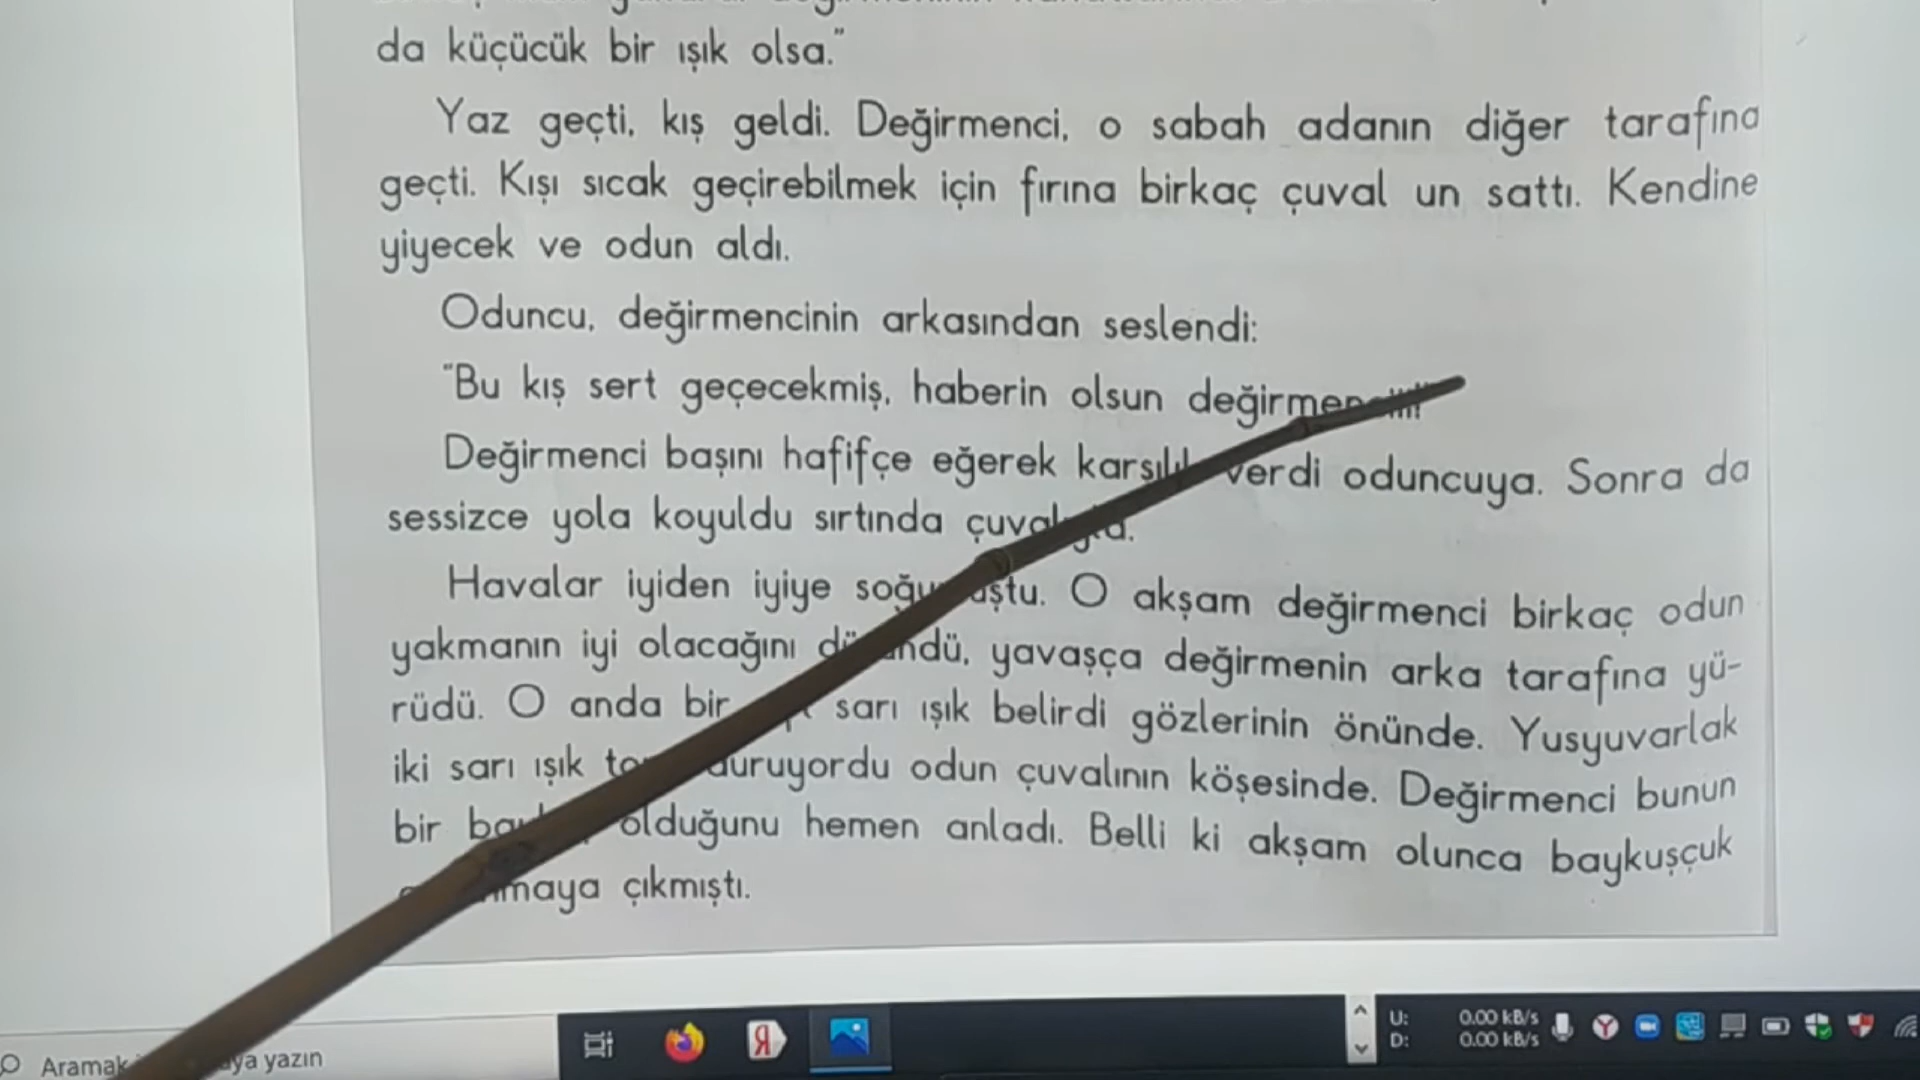 da küçücük bir ışık olsa."
Yaz geçti, kış geldi. Değirmenci, o sabah adanın diğer tarafına
geçti. Kışı sıcak geçirebilmek için fırına birkaç çuval un sattı. Kendine
yiyecek ve odun aldı.
Oduncu, değirmencinin arkasından seslendi:
"Bu kış sert geçecekmiş, haberin olsun
Değirmenci başını hafifçe eğerek verdi oduncuya. Sonra da
sessizce yola koyuldu sırtında
Havalar iyiden iyiye O akşam değirmenci birkaç odun
yakmanın iyi olacağını yavaşça değirmenin arka tarafına yü-
rüdü. O anda bir sarı ışık belirdi gözlerinin önünde. Yusyuvarlak
iki sarı ışık duruyordu odun çuvalının köşesinde. Değirmenci bunun
bir olduğunu hemen anladı. Belli ki akşam olunca baykuşçuk
çıkmıştı.
yazın
U: 0.00 kB/s
D: 0.00 kB/s